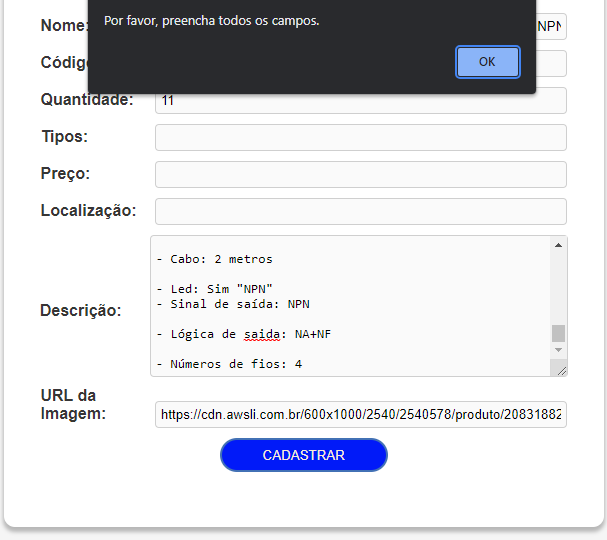 Por favor, preencha todos os campos.
OK
Nome:
NPN
Códig
Quantidade: 11
Tipos:
Preço:
Localização:
Descrição:
- Cabo: 2 metros
- Led: Sim "NPN"
- Sinal de saída: NPN
- Lógica de saida: NA+NF
- Números de fios: 4
URL da
Imagem:
https://cdn.awsli.com.br/600x1000/2540/2540578/produto/20831882
CADASTRAR